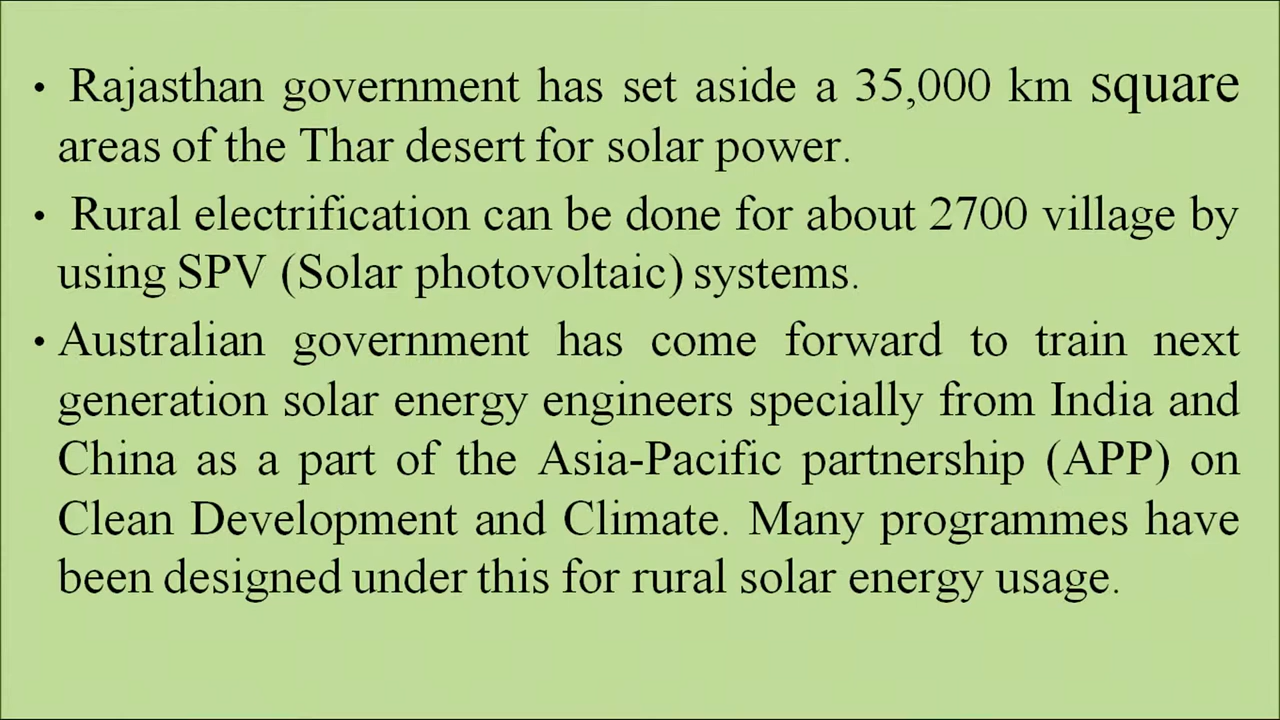 • Rajasthan government has set aside a 35,000 km square
areas of the Thar desert for solar power.
• Rural electrification can be done for about 2700 village by
using SPV (Solar photovoltaic) systems.
• Australian government has come forward to train next
generation solar energy engineers specially from India and
China as a part of the Asia-Pacific partnership (APP) on
Clean Development and Climate. Many programmes have
been designed under this for rural solar energy usage.